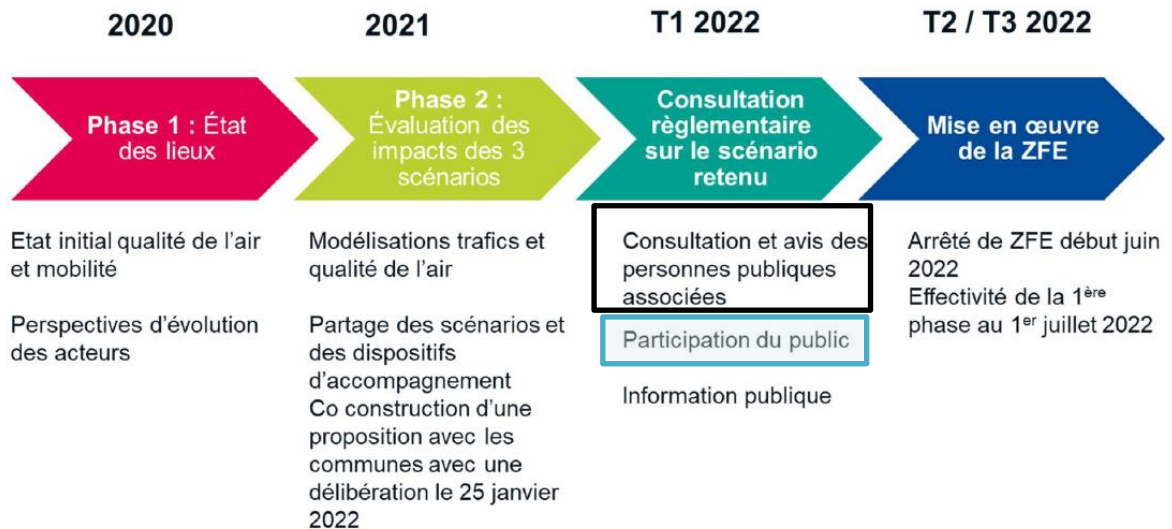 2020
Phase 1 : État
des lieux
Etat initial qualité de l'air
et mobilité
Perspectives d'évolution
des acteurs
2021
Phase 2 :
Évaluation des
impacts des 3
scénarios
Modélisations trafics et
qualité de l'air
Partage des scénarios et
des dispositifs
d'accompagnement
Co construction d'une
proposition avec les
communes avec une
délibération le 25 janvier
2022
T1 2022
Consultation
règlementaire
sur le scénario
retenu
Consultation et avis des
personnes publiques
associées
Participation du public
Information publique
T2 / T3 2022
Mise en œuvre
de la ZFE
Arrêté de ZFE début juin
2022
Effectivité de la 1ère
phase au 1er juillet 2022